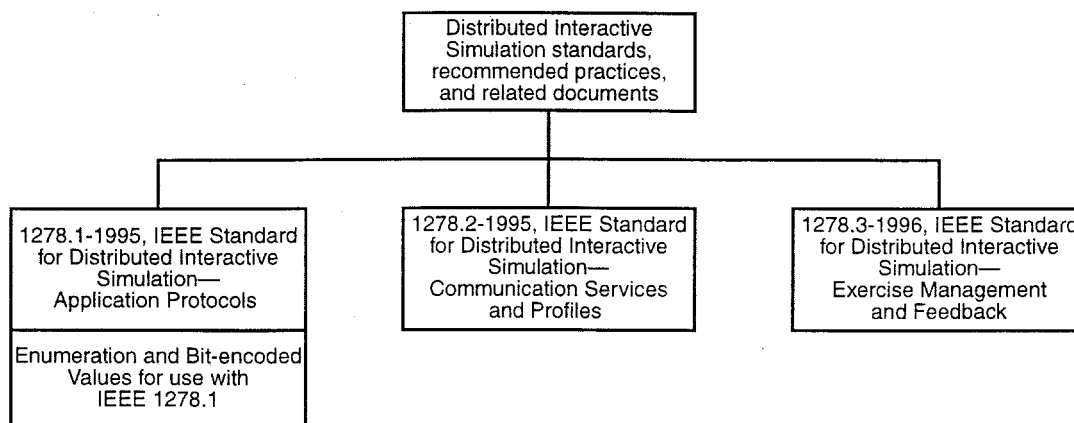 Distributed Interactive
Simulation standards,
recommended practices,
and related documents
1278.1-1995, IEEE Standard
for Distributed Interactive
Simulation—
Application Protocols
Enumeration and Bit-encoded
Values for use with
IEEE 1278.1
1278.2-1995, IEEE Standard
for Distributed Interactive
Simulation—
Communication Services
and Profiles
1278.3-1996, IEEE Standard
for Distributed Interactive
Simulation—
Exercise Management
and Feedback